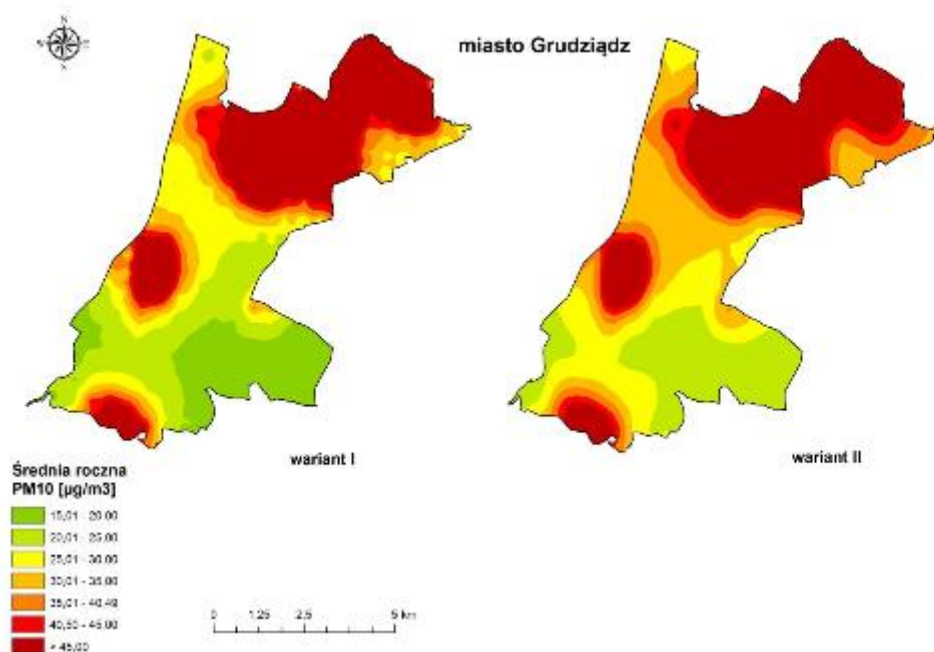 N
miasto Grudziądz
wariant I
wariant II
Średnia roczna
PM10 [µg/m3]
15,01 - 20,00
20,01 - 25,00
25,01 - 30,00
30,01 - 35,00
35,01 - 40,49
40,50 - 45,00
> 45,00
0 1,25 2,5 5 km